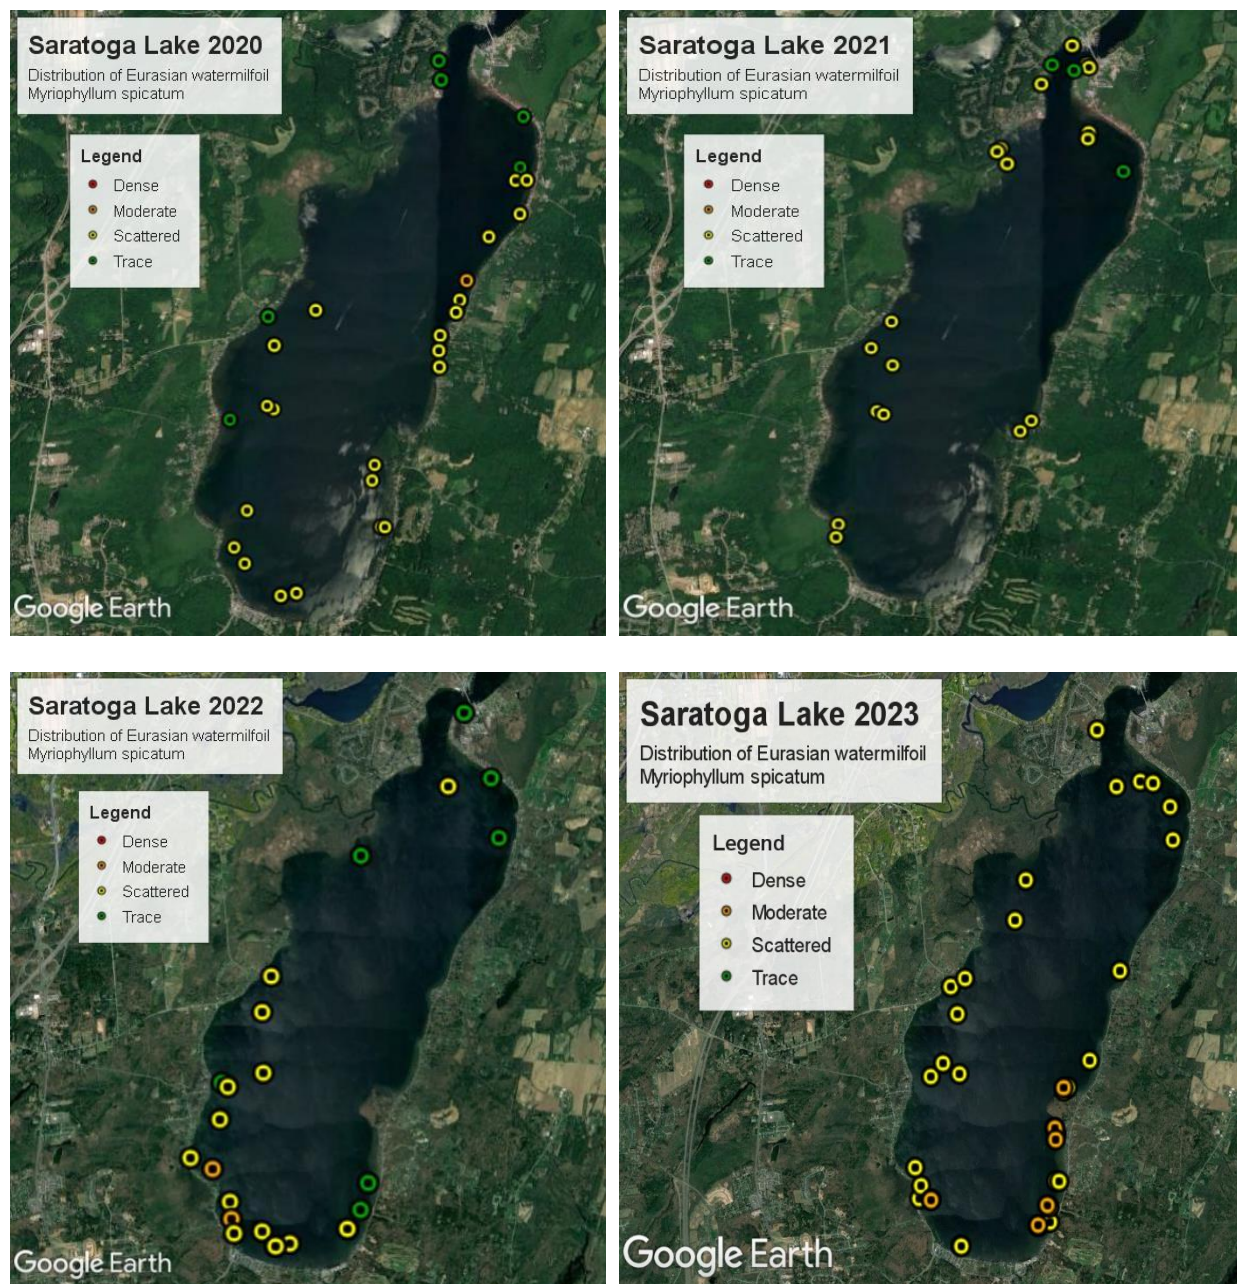 Saratoga Lake 2020
Distribution of Eurasian watermilfoil
Myriophyllum spicatum
Legend
Dense
Moderate
Scattered
Trace
Google Earth
Saratoga Lake 2021
Distribution of Eurasian watermilfoil
Myriophyllum spicatum
Legend
Dense
Moderate
Scattered
Trace
Google Earth
Saratoga Lake 2022
Distribution of Eurasian watermilfoil
Myriophyllum spicatum
Legend
Dense
Moderate
Scattered
Trace
Google Earth
Saratoga Lake 2023
Distribution of Eurasian watermilfoil
Myriophyllum spicatum
Legend
Dense
Moderate
Scattered
Trace
Google Earth